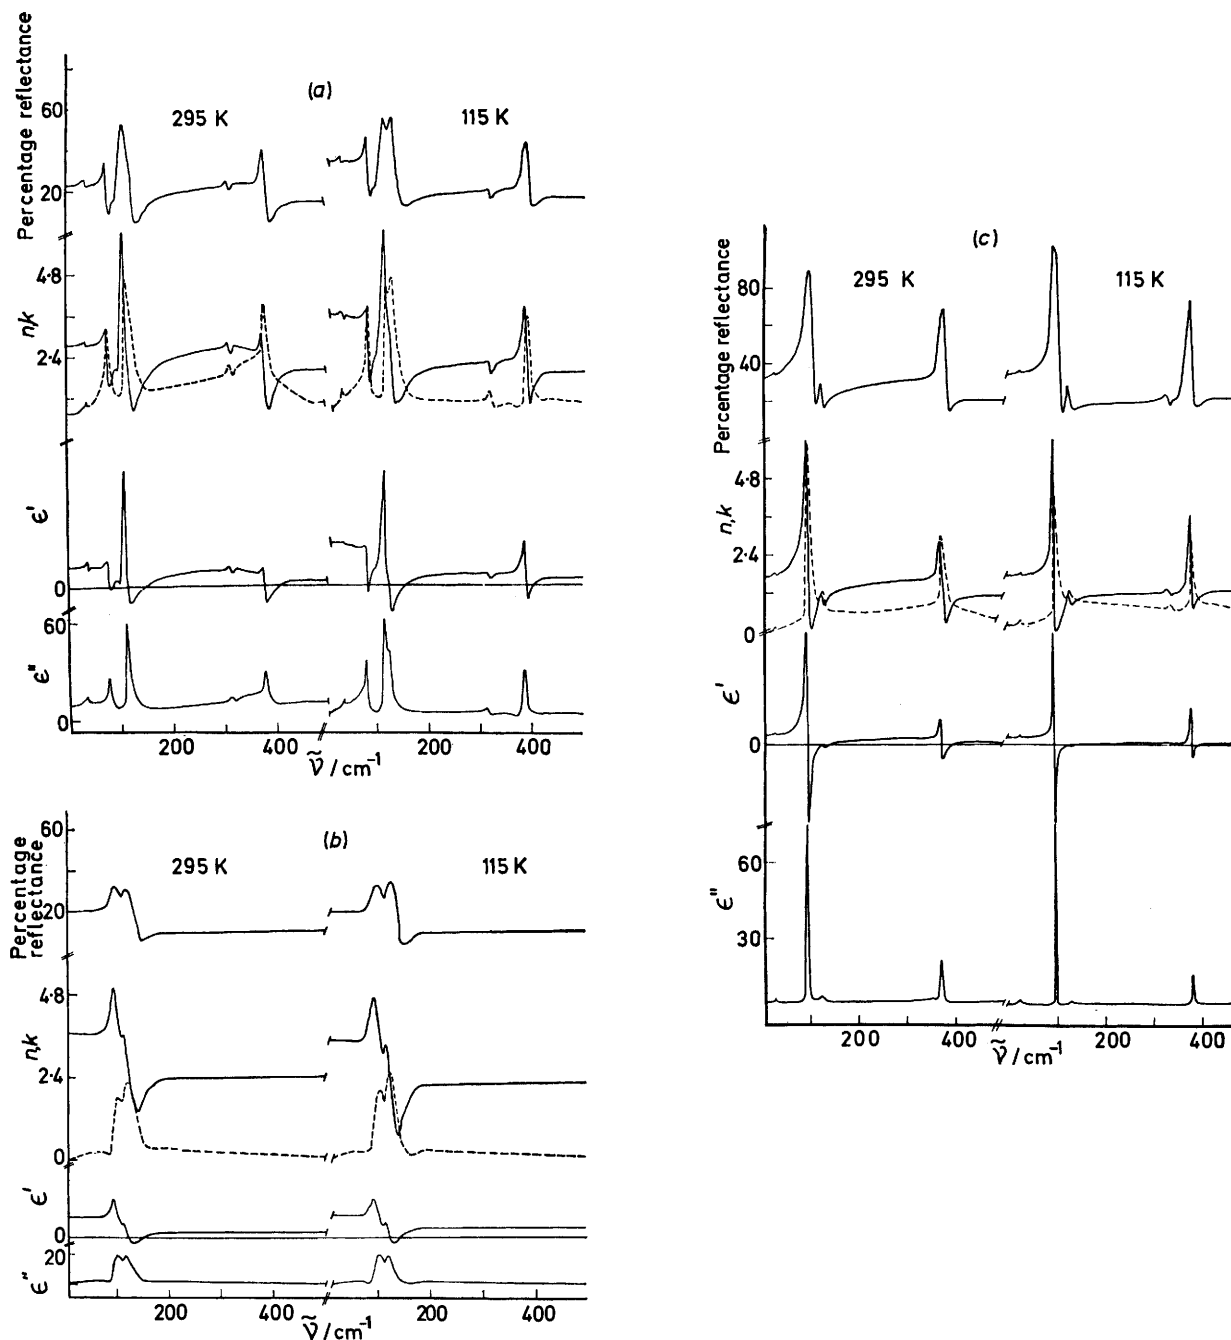 (a)
295 K
115 K
Percentage reflectance
60
20
n,k
4·8
2·4
ϵ'
0
ϵ"
60
0
200
400
200
400
ṽ / cm⁻¹
(b)
295 K
115 K
Percentage
reflectance
60
20
n,k
4·8
2·4
0
ϵ'
0
ϵ"
20
200
400
200
400
ṽ / cm⁻¹
(c)
295 K
115 K
Percentage reflectance
80
40
n,k
4·8
2·4
0
ϵ'
0
ϵ"
60
30
200
400
200
400
ṽ / cm⁻¹